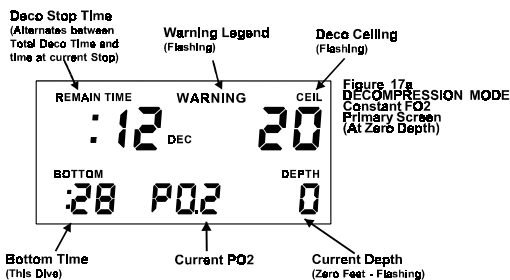 Deco Stop Time
(Alternates between
Total Deco Time and
time at current Stop)
Warning Legend
(Flashing)
Deco Ceiling
(Flashing)
REMAIN TIME
WARNING
CEIL
:12 DEC
20
BOTTOM
DEPTH
:28
PO.2
0
Figure 17a
DECOMPRESSION MODE
Constant FO2
Primary Screen
(At Zero Depth)
Bottom Time
(This Dive)
Current PO2
Current Depth
(Zero Feet - Flashing)